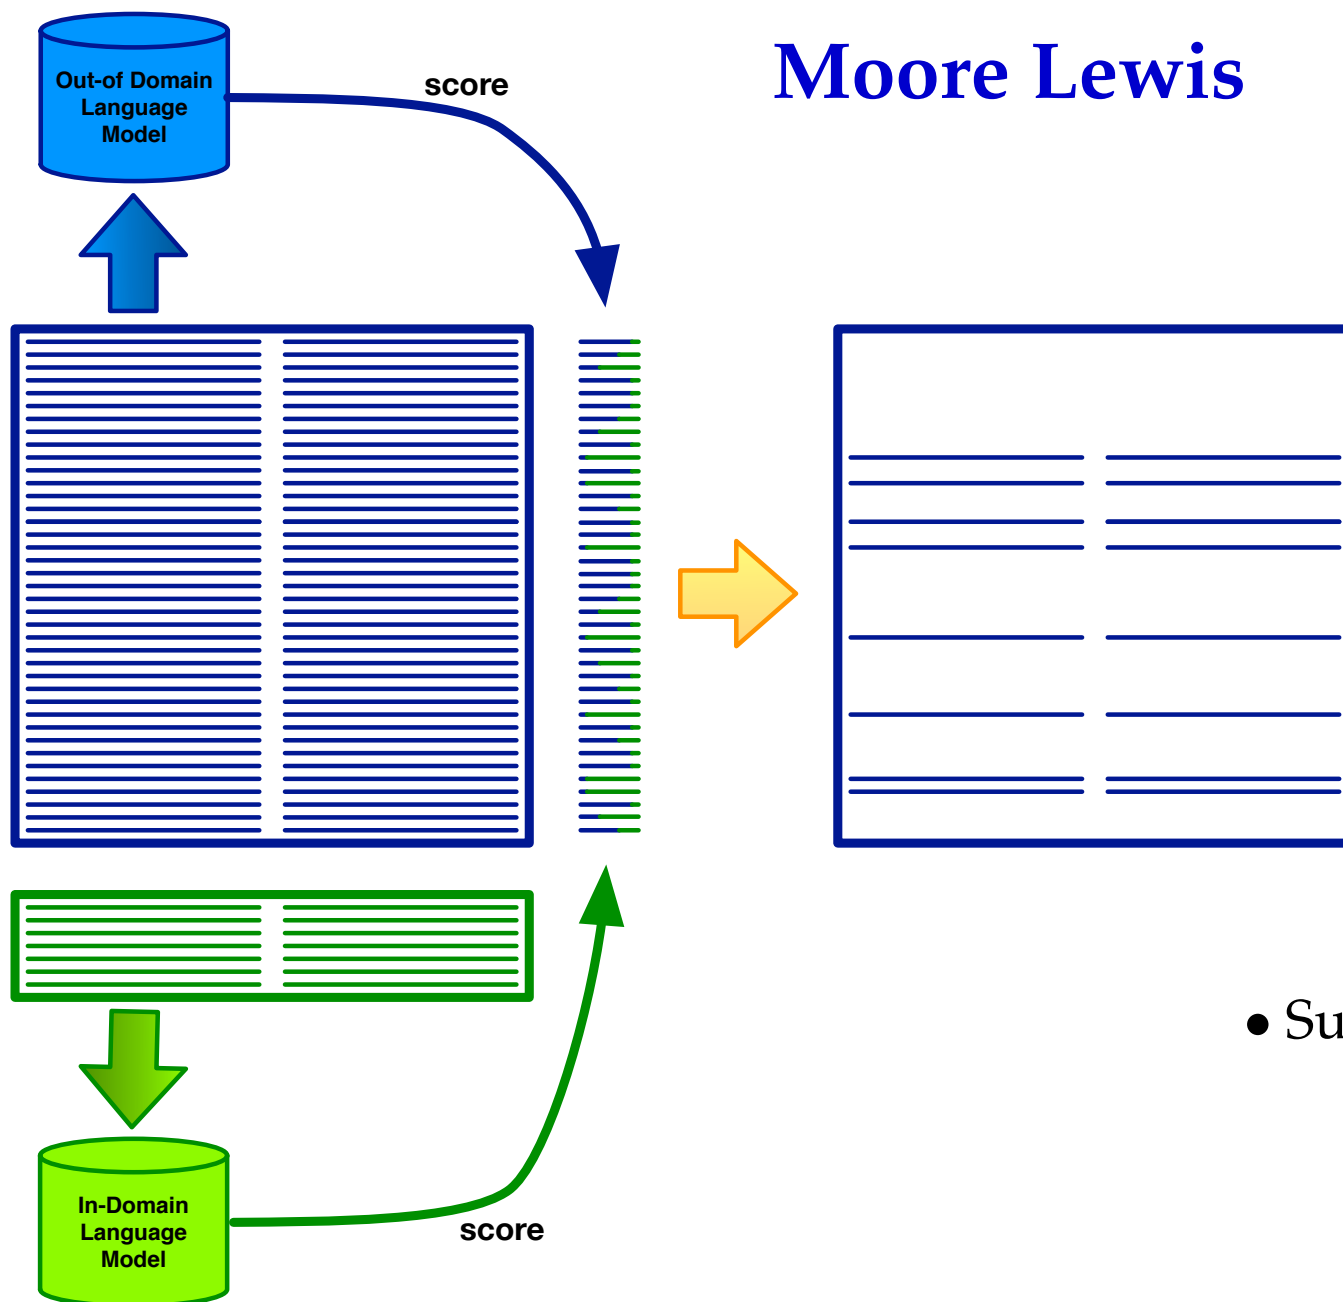 Moore Lewis
Out-of Domain
Language
Model
score
• Su
In-Domain
Language
Model
score